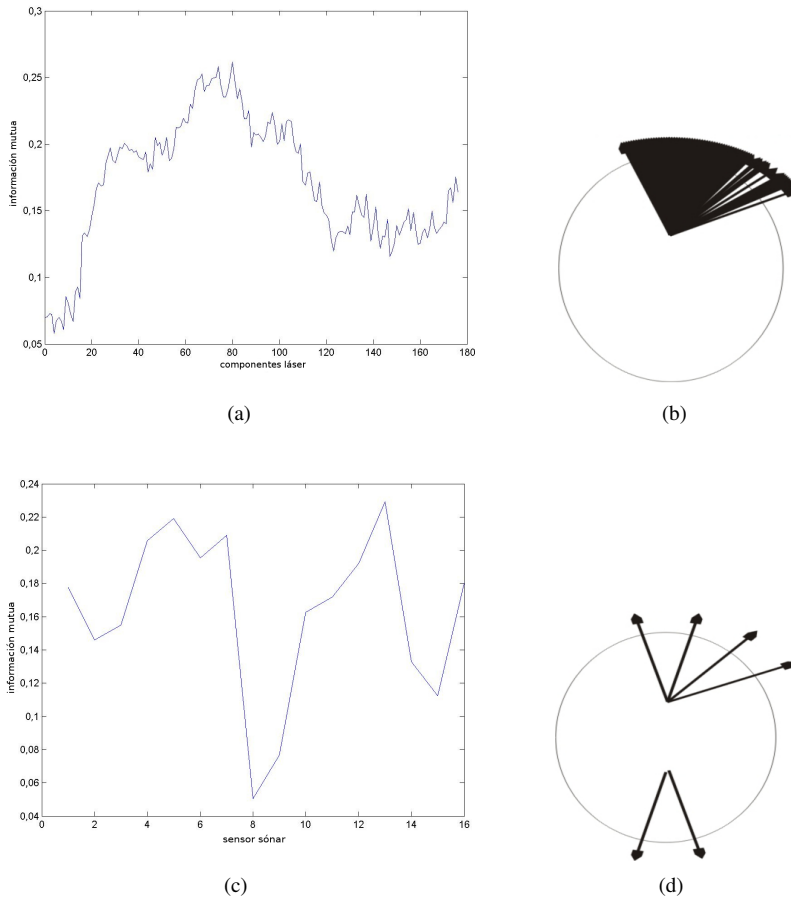 0,3
0,25
0,2
0,15
0,1
0,05
información mutua
0 20 40 60 80 100 120 140 160 180
componentes láser
(a)
(b)
0,24
0,22
0,2
0,18
0,16
0,14
0,12
0,1
0,08
0,06
0,04
información mutua
0 2 4 6 8 10 12 14 16
sensor sónar
(c)
(d)